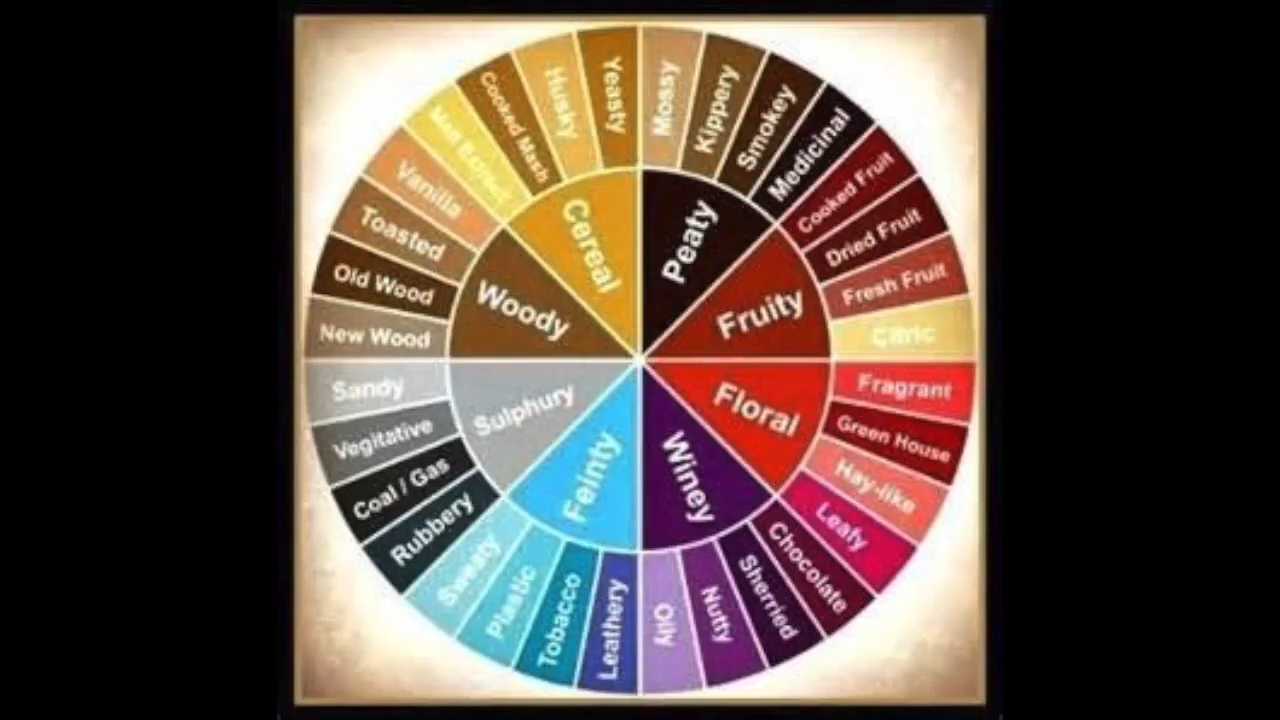 Peaty
Mossy
Kippery
Smokey
Medicinal
Fruity
Cooked Fruit
Dried Fruit
Fresh Fruit
Citric
Floral
Fragrant
Green House
Hay-like
Leafy
Winey
Chocolate
Sherried
Nutty
Oily
Feinty
Leathery
Tobacco
Plastic
Sweaty
Sulphury
Rubbery
Coal / Gas
Vegitative
Sandy
Woody
New Wood
Old Wood
Toasted
Vanilla
Cereal
Malt Extract
Cooked Mash
Husky
Yeasty